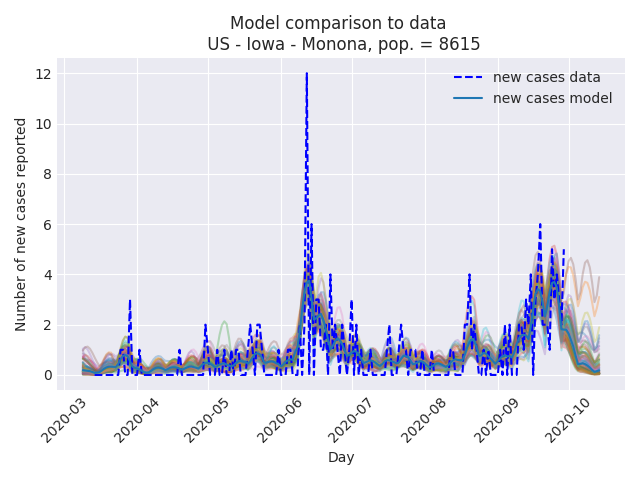 Model comparison to data
US - Iowa - Monona, pop. = 8615
new cases data
new cases model
Number of new cases reported
12
10
8
6
4
2
0
2020-03
2020-04
2020-05
2020-06
2020-07
2020-08
2020-09
2020-10
Day